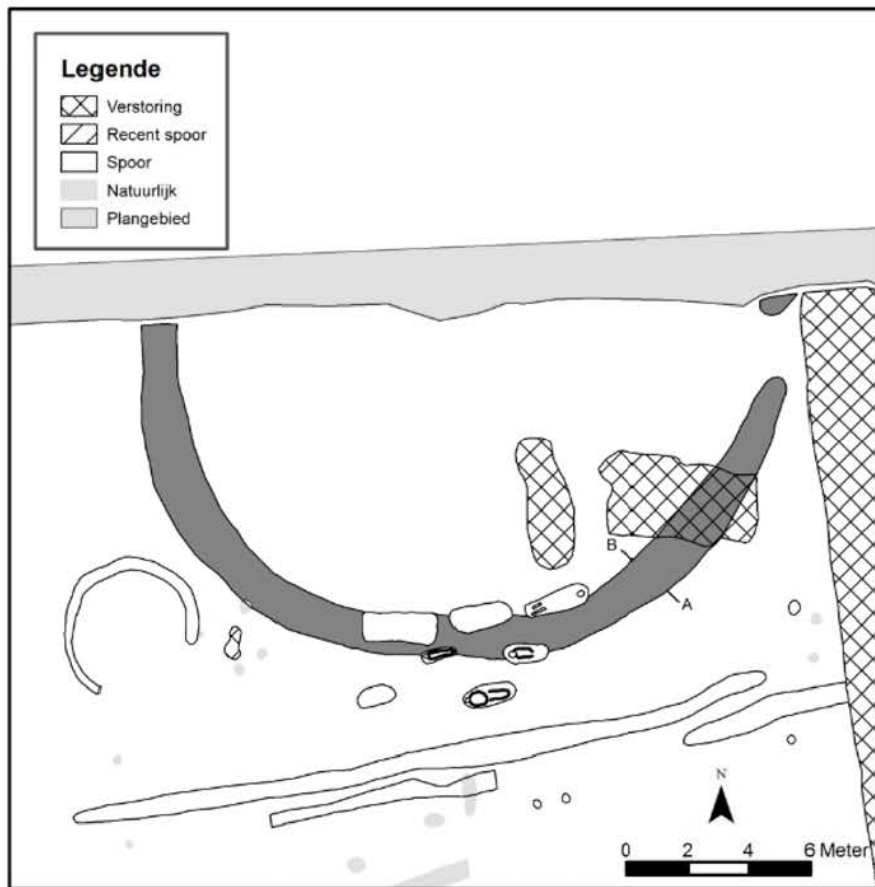 Legende
Verstoring
Recent spoor
Spoor
Natuurlijk
Plangebied
B
A
N
0 2 4 6 Meter